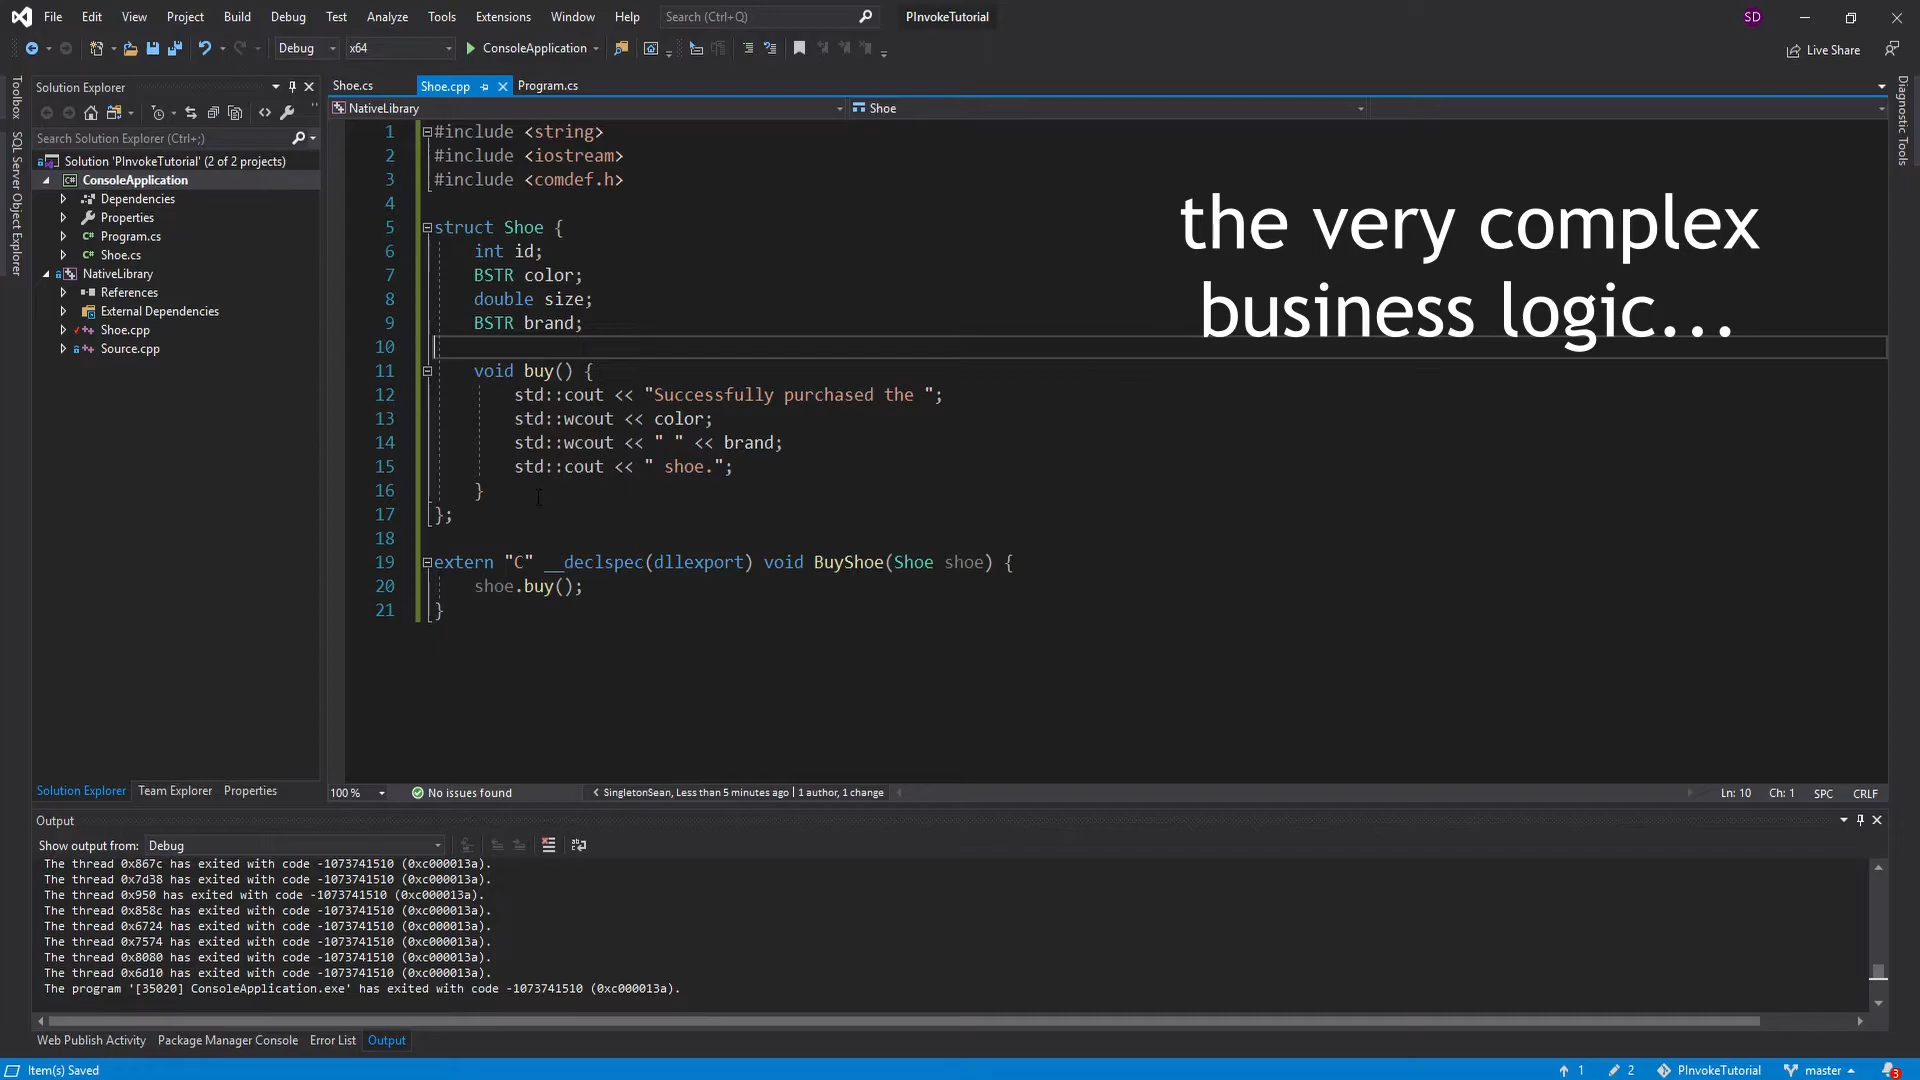 File Edit View Project Build Debug Test Analyze Tools Extensions Window Help Search (Ctrl+Q) PInvokeTutorial SD
Debug x64 ConsoleApplication Live Share
Toolbox
SQL Server Object Explorer
Solution Explorer
Search Solution Explorer (Ctrl+;)
Solution 'PInvokeTutorial' (2 of 2 projects)
C# ConsoleApplication
Dependencies
Properties
C# Program.cs
C# Shoe.cs
NativeLibrary
References
External Dependencies
Shoe.cpp
Source.cpp
Solution Explorer Team Explorer Properties
Shoe.cs Shoe.cpp Program.cs
NativeLibrary Shoe
1 #include <string>
2 #include <iostream>
3 #include <comdef.h>
4
5 struct Shoe {
6 int id;
7 BSTR color;
8 double size;
9 BSTR brand;
10
11 void buy() {
12 std::cout << "Successfully purchased the ";
13 std::wcout << color;
14 std::wcout << " " << brand;
15 std::cout << " shoe.";
16 }
17 };
18
19 extern "C" __declspec(dllexport) void BuyShoe(Shoe shoe) {
20 shoe.buy();
21 }
the very complex
business logic...
Diagnostic Tools
100 % No issues found SingletonSean, Less than 5 minutes ago | 1 author, 1 change Ln: 10 Ch: 1 SPC CRLF
Output
Show output from: Debug
The thread 0x867c has exited with code -1073741510 (0xc000013a).
The thread 0x7d38 has exited with code -1073741510 (0xc000013a).
The thread 0x950 has exited with code -1073741510 (0xc000013a).
The thread 0x858c has exited with code -1073741510 (0xc000013a).
The thread 0x6724 has exited with code -1073741510 (0xc000013a).
The thread 0x7574 has exited with code -1073741510 (0xc000013a).
The thread 0x8080 has exited with code -1073741510 (0xc000013a).
The thread 0x6d10 has exited with code -1073741510 (0xc000013a).
The program '[35020] ConsoleApplication.exe' has exited with code -1073741510 (0xc000013a).
Web Publish Activity Package Manager Console Error List Output
Item(s) Saved 1 2 PInvokeTutorial master 3